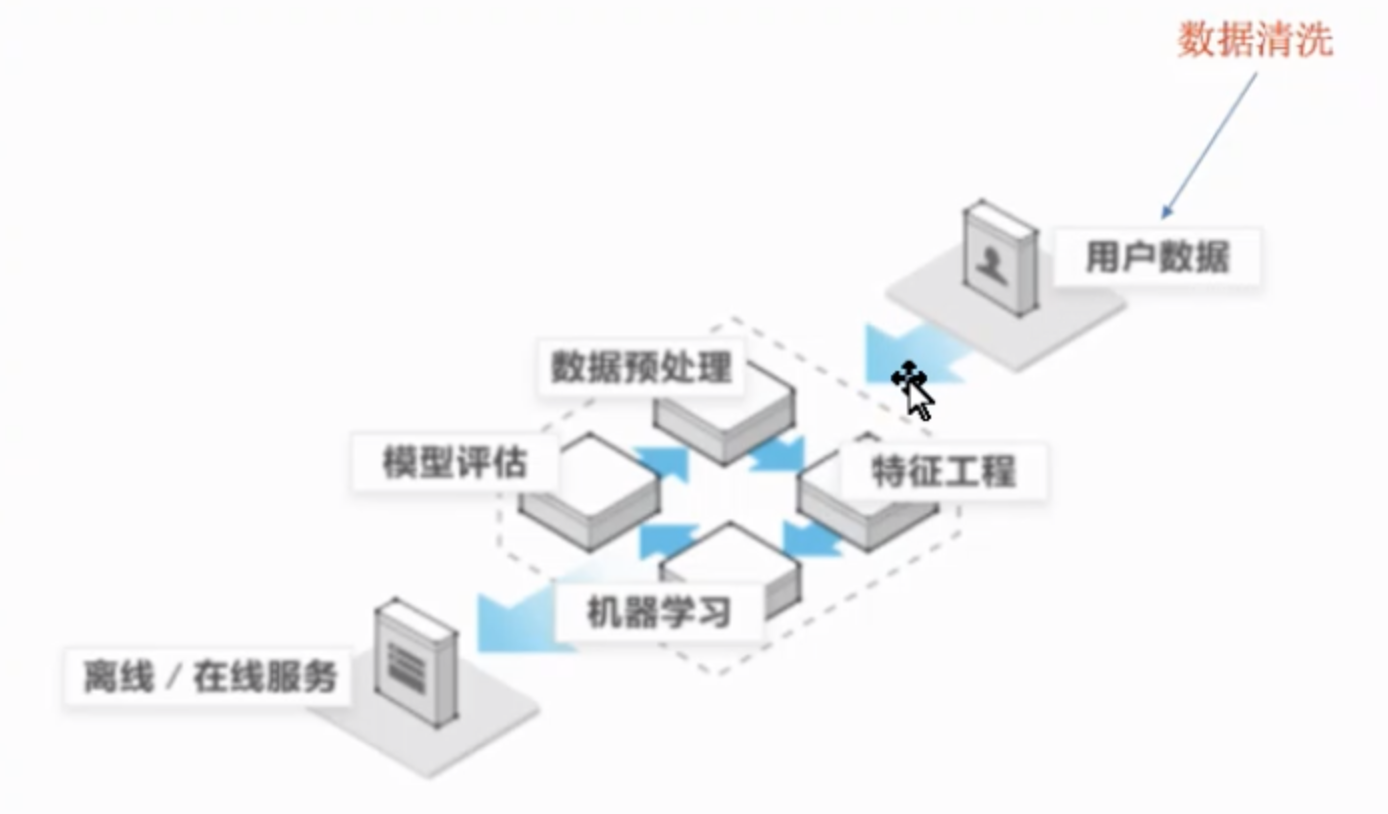 数据清洗
用户数据
数据预处理
模型评估
特征工程
机器学习
离线 / 在线服务